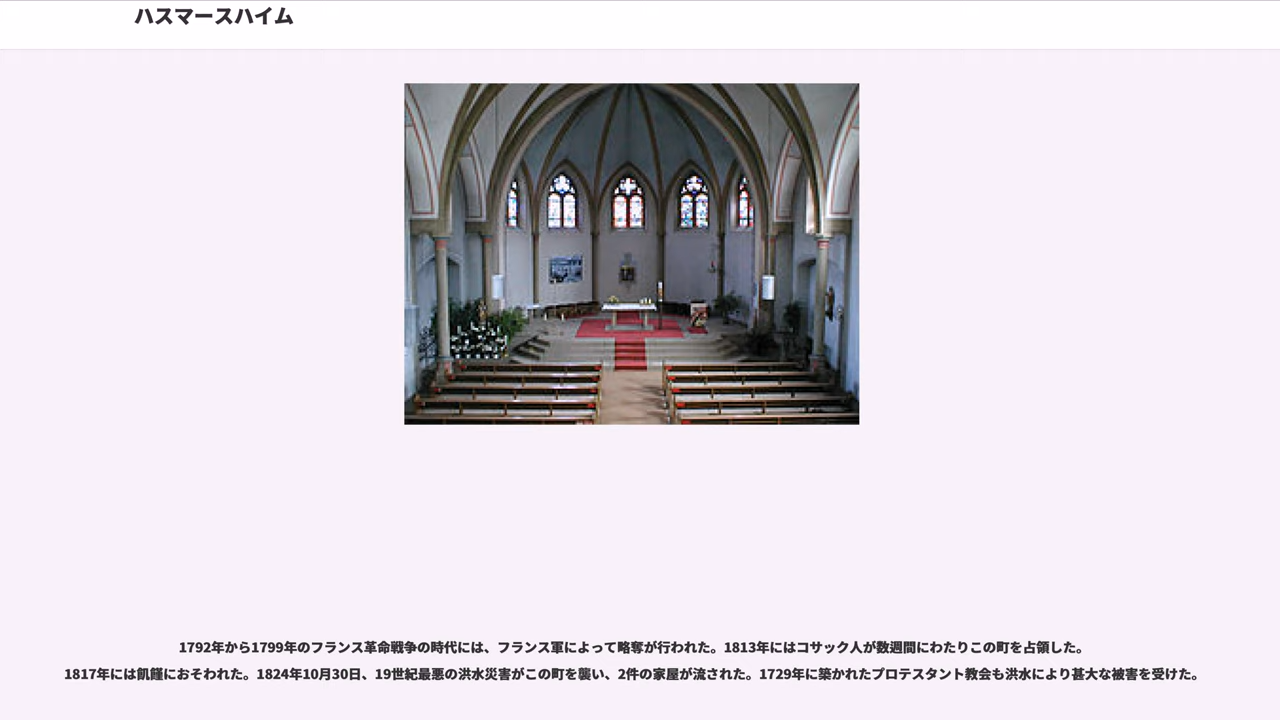 ハスマースハイム
1792年から1799年のフランス革命戦争の時代には、フランス軍によって略奪が行われた。1813年にはコサック人が数週間にわたりこの町を占領した。
1817年には飢饉におそわれた。1824年10月30日、19世紀最悪の洪水災害がこの町を襲い、2件の家屋が流された。1729年に築かれたプロテスタント教会も洪水により甚大な被害を受けた。